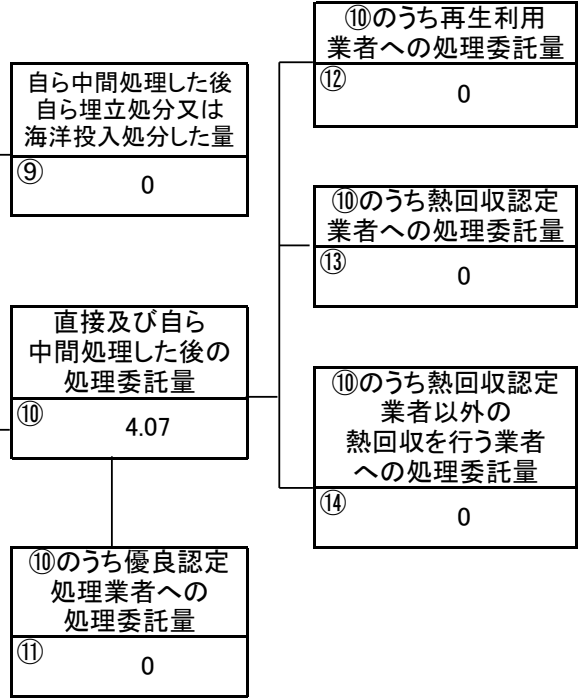 自ら中間処理した後
自ら埋立処分又は
海洋投入処分した量
⑨
0
直接及び自ら
中間処理した後の
処理委託量
⑩
4.07
⑩のうち優良認定
処理業者への
処理委託量
⑪
0
⑩のうち再生利用
業者への処理委託量
⑫
0
⑩のうち熱回収認定
業者への処理委託量
⑬
0
⑩のうち熱回収認定
業者以外の
熱回収を行う業者
への処理委託量
⑭
0